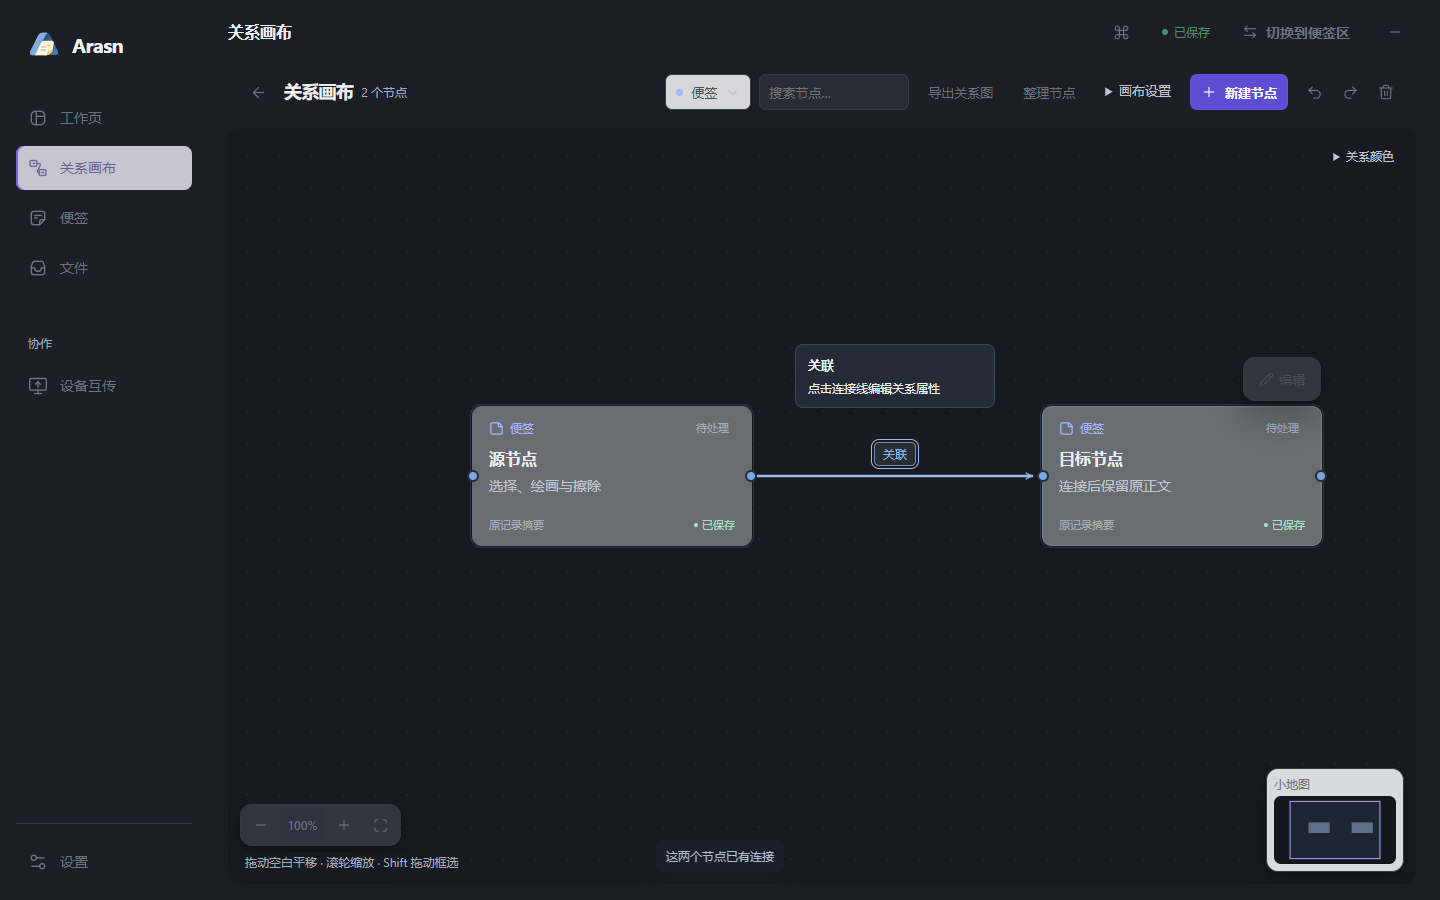 Arasn
工作页
关系画布
便签
文件
协作
设备互传
设置
关系画布
已保存
切换到便签区
关系画布 2 个节点
便签
搜索节点...
导出关系图
整理节点
画布设置
新建节点
关系颜色
关联
点击连接线编辑关系属性
编辑
便签 待处理
源节点
选择、绘画与擦除
原记录摘要 已保存
关联
便签 待处理
目标节点
连接后保留原正文
原记录摘要 已保存
100%
拖动空白平移 · 滚轮缩放 · Shift 拖动框选
这两个节点已有连接
小地图